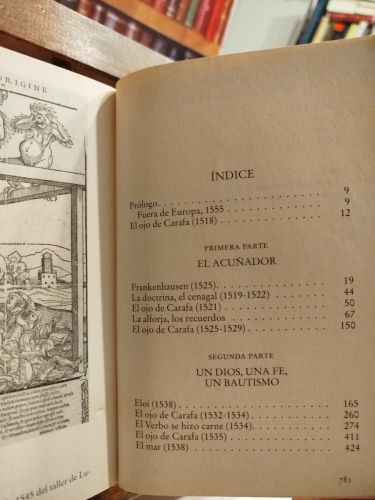 ORIGINE
1545 del taller de Lu-
ÍNDICE
Prólogo. 9
Fuera de Europa, 1555 9
El ojo de Carafa (1518) 12
PRIMERA PARTE
EL ACUÑADOR
Frankenhausen (1525). 19
La doctrina, el cenagal (1519-1522) 44
El ojo de Carafa (1521) 50
La alforja, los recuerdos 67
El ojo de Carafa (1525-1529). 150
SEGUNDA PARTE
UN DIOS, UNA FE,
UN BAUTISMO
Eloi (1538) 165
El ojo de Carafa (1532-1534) 260
El Verbo se hizo carne (1534). 274
El ojo de Carafa (1535) 411
El mar (1538) 424
781